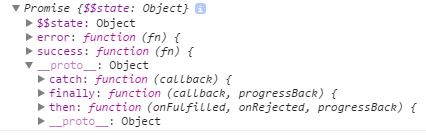 ▼ Promise {$$state: Object} i
▶ $$state: Object
▶ error: function (fn) {
▶ success: function (fn) {
▼ __proto__: Object
▶ catch: function (callback) {
▶ finally: function (callback, progressBack) {
▶ then: function (onFulfilled, onRejected, progressBack) {
▶ __proto__: Object